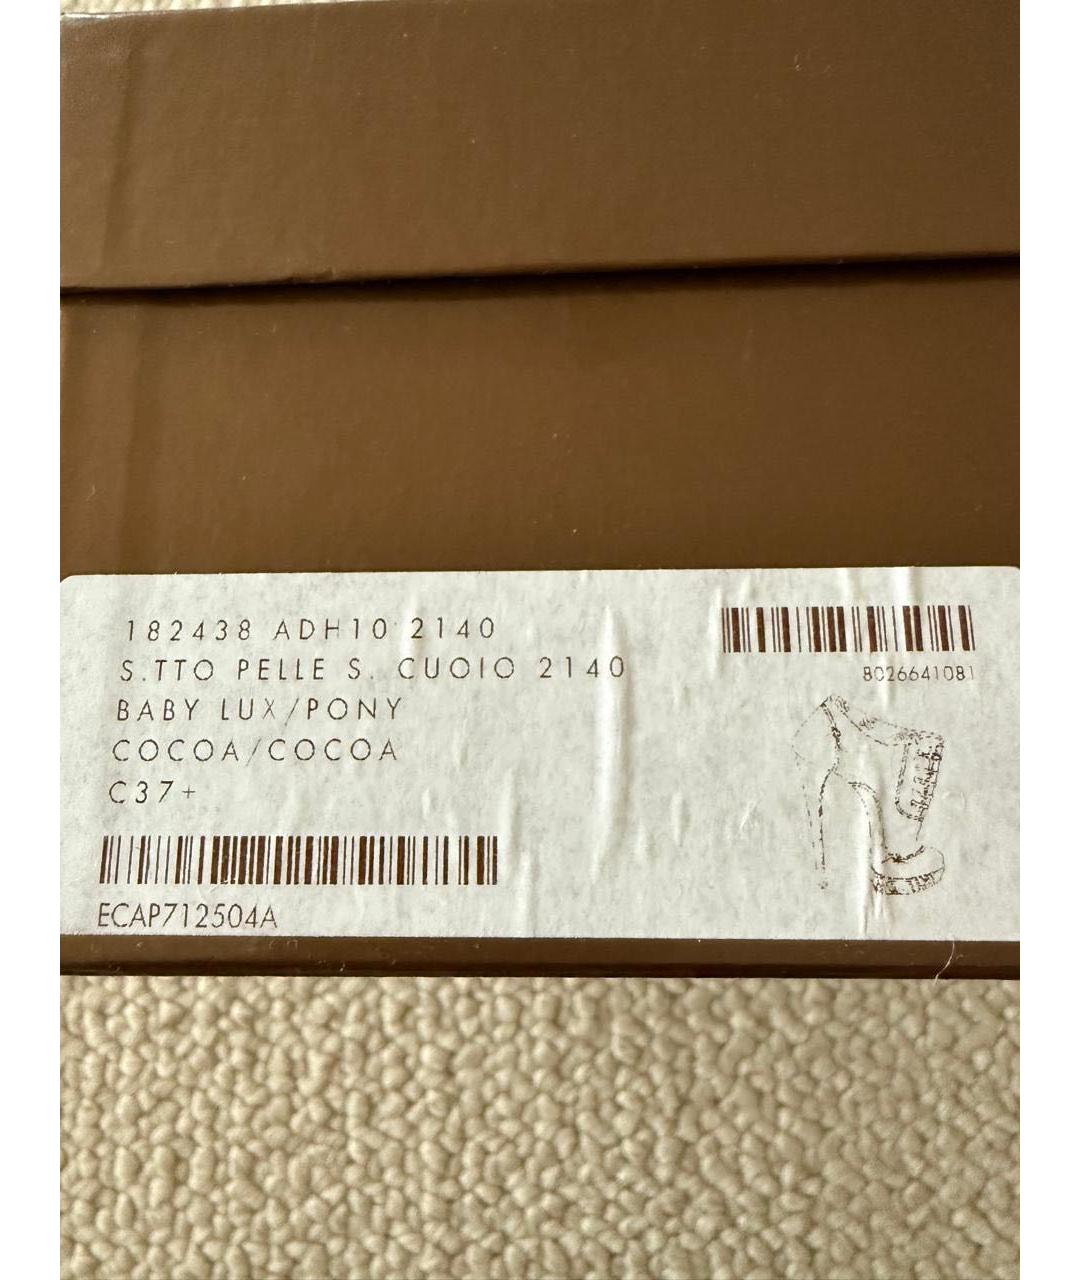 182438 ADH10 2140
S.TTO PELLE S. CUOIO 2140
BABY LUX/PONY
COCOA/COCOA
C37+
ECAP712504A
8026641081